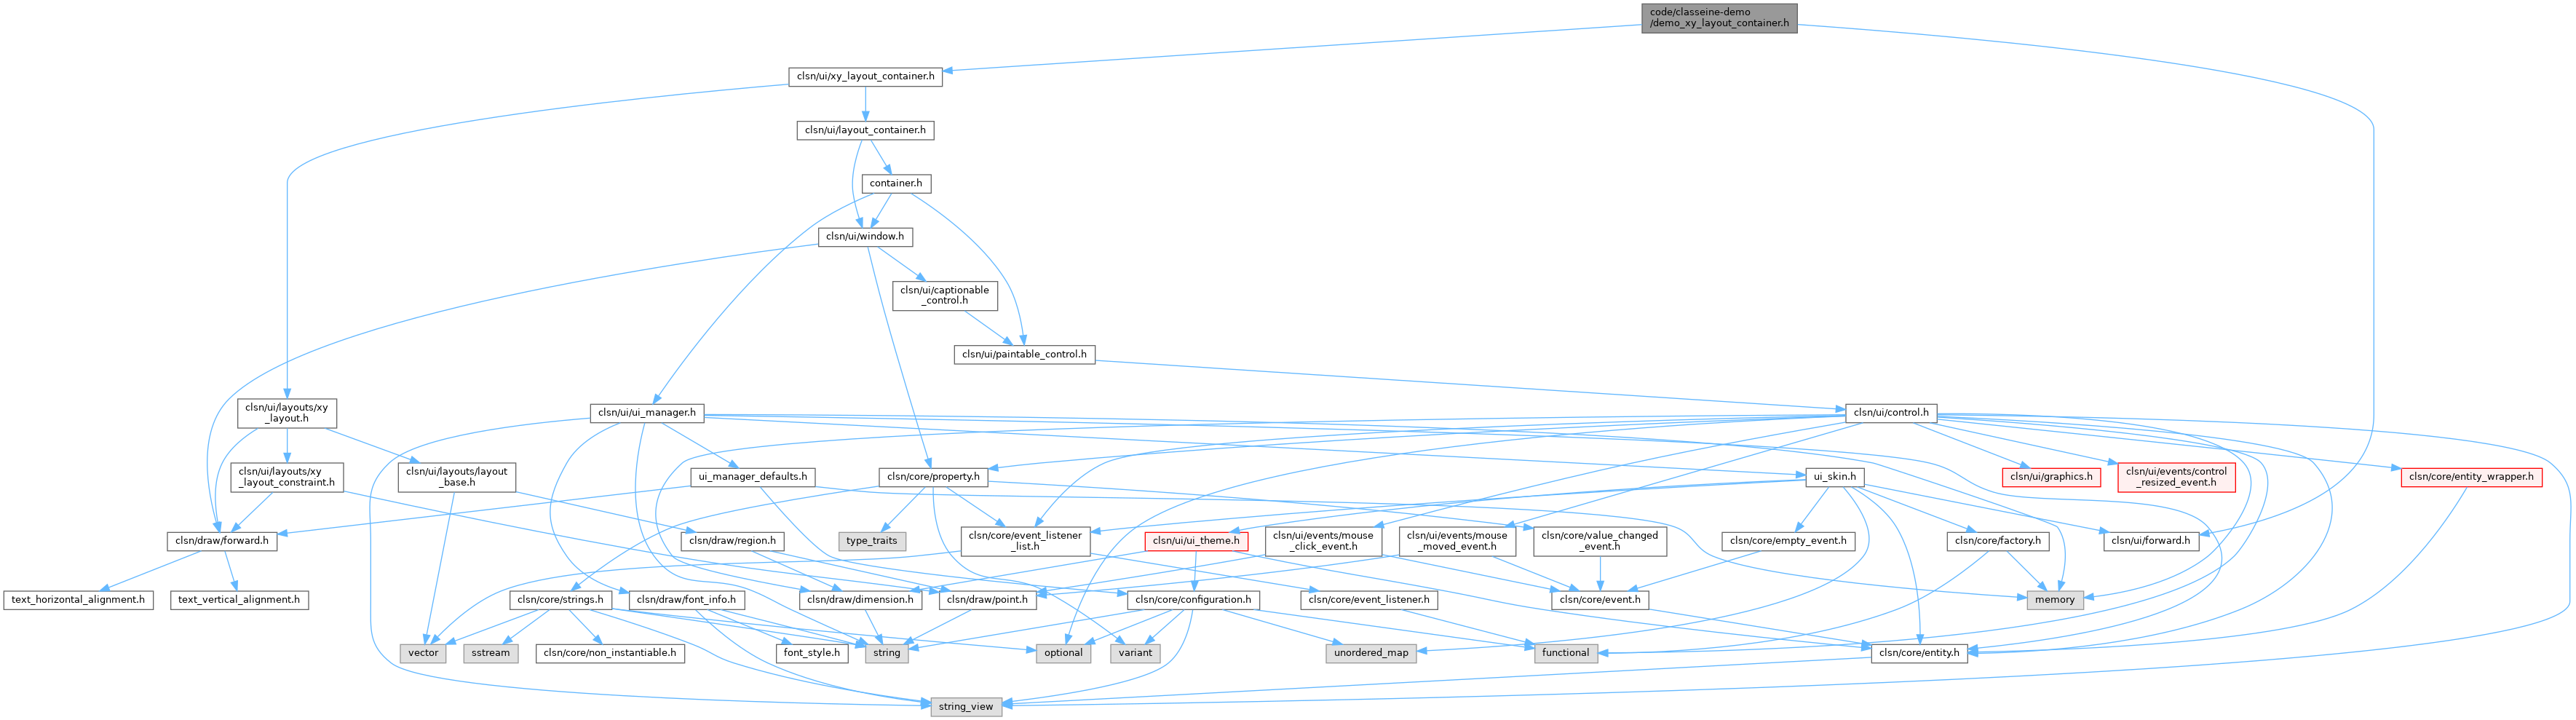 code/classeine-demo
/demo_xy_layout_container.h
clsn/ui/xy_layout_container.h
clsn/ui/layout_container.h
container.h
clsn/ui/window.h
clsn/ui/captionable
_control.h
clsn/ui/paintable_control.h
clsn/ui/layouts/xy
_layout.h
clsn/ui/ui_manager.h
clsn/ui/control.h
clsn/ui/layouts/xy
_layout_constraint.h
clsn/ui/layouts/layout
_base.h
ui_manager_defaults.h
clsn/core/property.h
ui_skin.h
clsn/ui/graphics.h
clsn/ui/events/control
_resized_event.h
clsn/core/entity_wrapper.h
clsn/draw/forward.h
clsn/draw/region.h
type_traits
clsn/core/event_listener
_list.h
clsn/ui/ui_theme.h
clsn/ui/events/mouse
_click_event.h
clsn/ui/events/mouse
_moved_event.h
clsn/core/value_changed
_event.h
clsn/core/empty_event.h
clsn/core/factory.h
clsn/ui/forward.h
text_horizontal_alignment.h
text_vertical_alignment.h
clsn/core/strings.h
clsn/draw/font_info.h
clsn/draw/dimension.h
clsn/draw/point.h
clsn/core/configuration.h
clsn/core/event_listener.h
clsn/core/event.h
memory
vector
sstream
clsn/core/non_instantiable.h
font_style.h
string
optional
variant
unordered_map
functional
clsn/core/entity.h
string_view